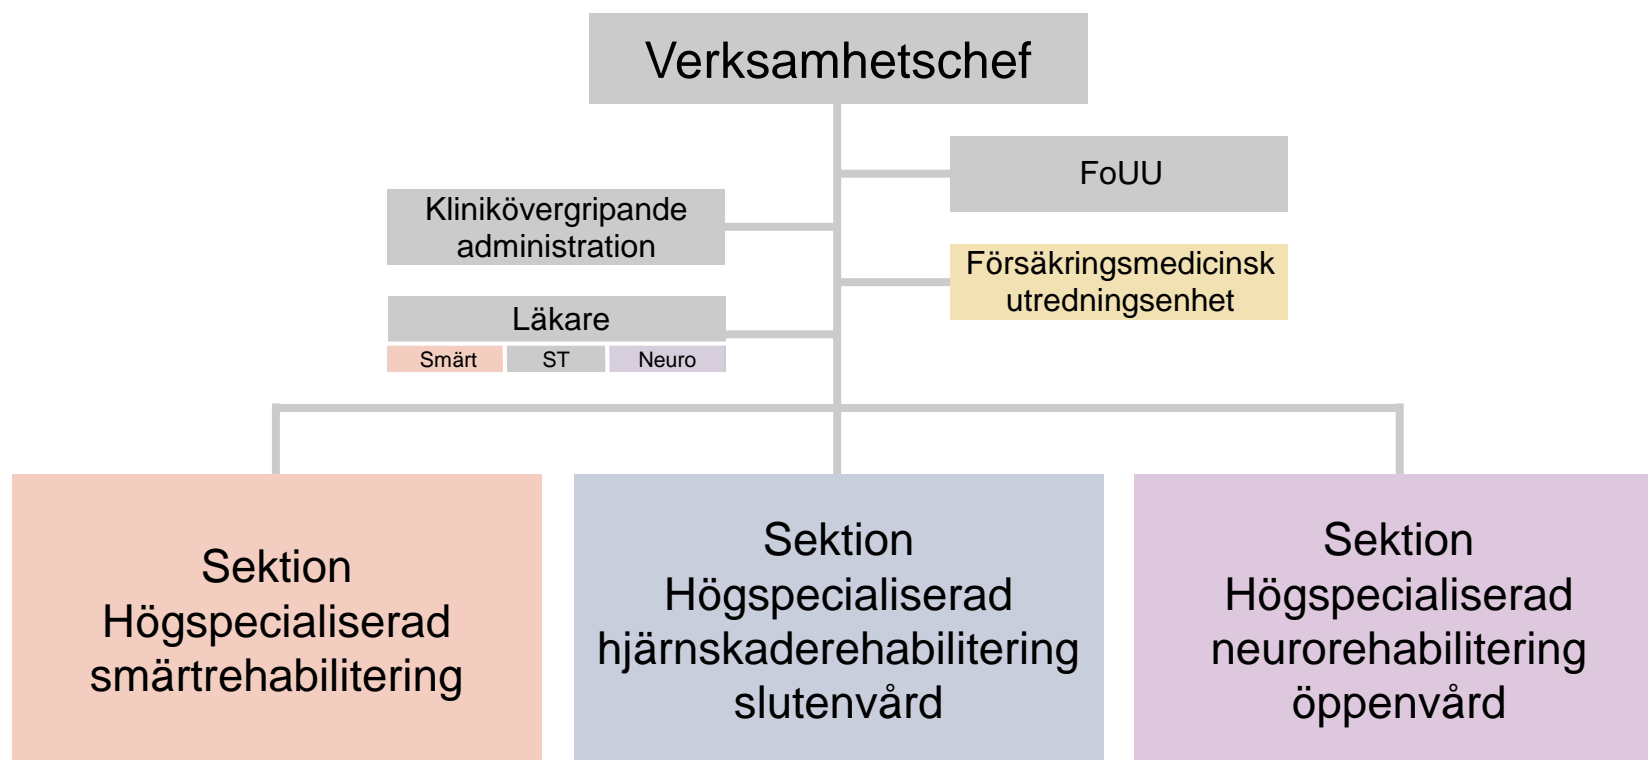 Verksamhetschef
FoUU
Klinikövergripande
administration
Försäkringsmedicinsk
utredningsenhet
Läkare
Smärt
ST
Neuro
Sektion
Högspecialiserad
smärtrehabilitering
Sektion
Högspecialiserad
hjärnskaderehabilitering
slutenvård
Sektion
Högspecialiserad
neurorehabilitering
öppenvård